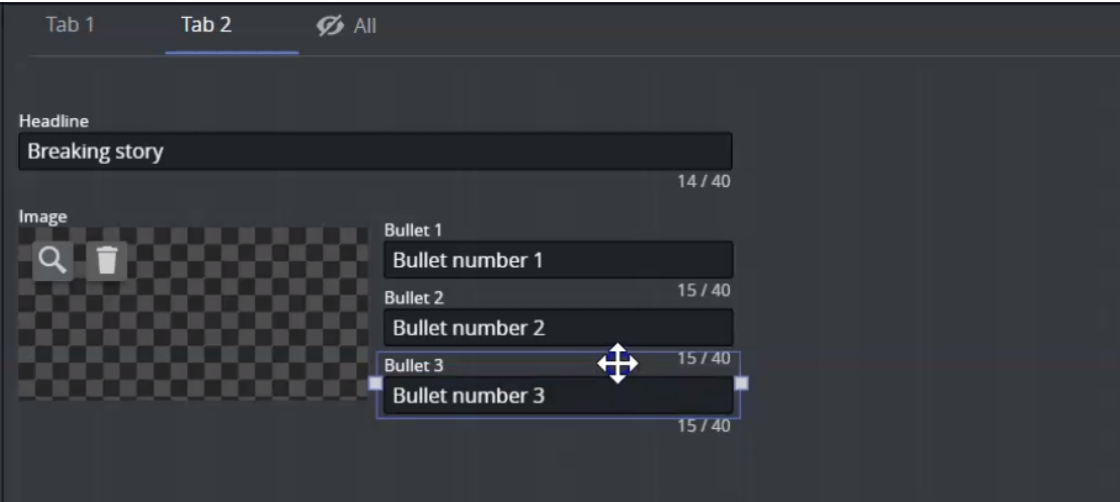 Tab 1
Tab 2
All
Headline
Breaking story
14 / 40
Image
Bullet 1
Bullet number 1
15 / 40
Bullet 2
Bullet number 2
15 / 40
Bullet 3
Bullet number 3
15 / 40